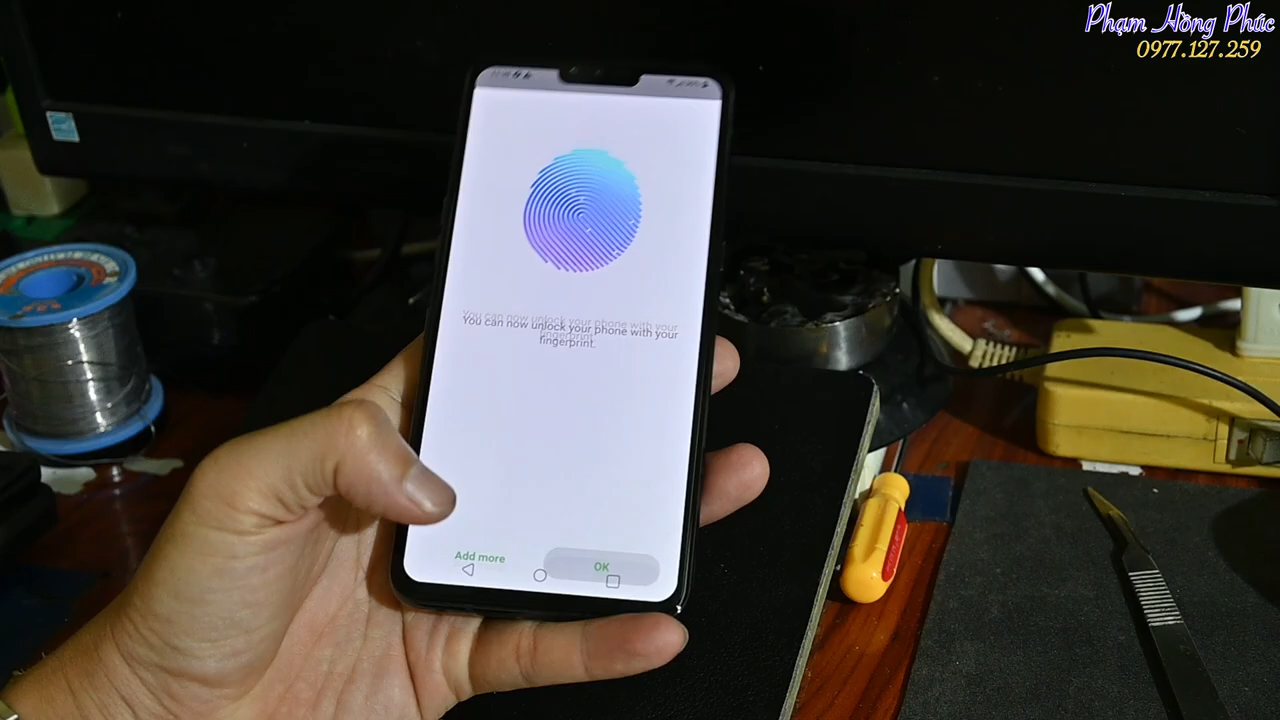 Phạm Hồng Phúc
0977.127.259
You can now unlock your phone with your
fingerprint.
Add more
OK